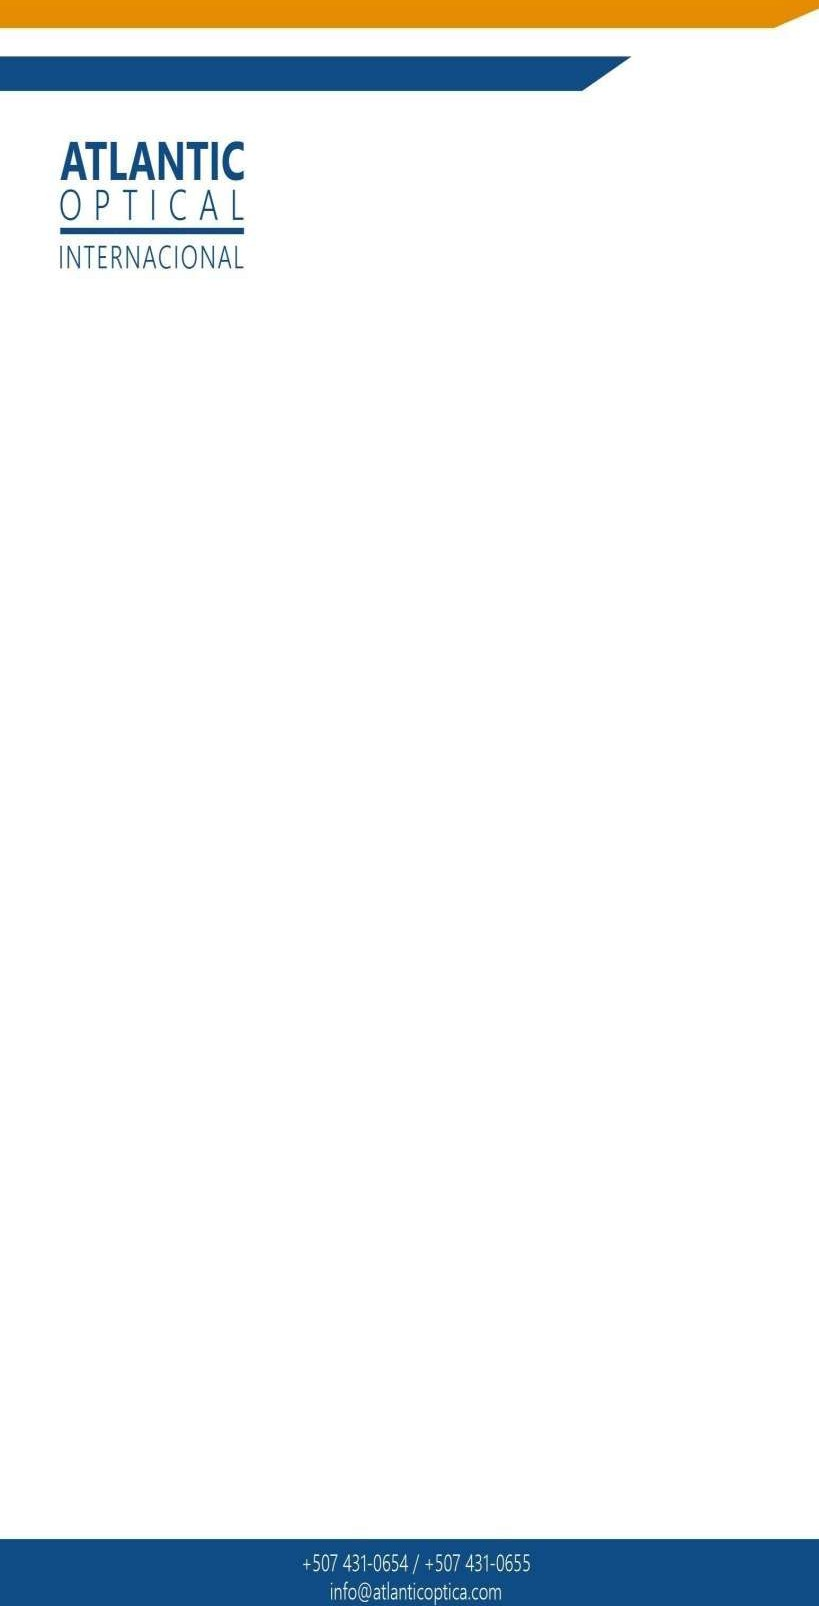 ATLANTIC
OPTICAL
INTERNACIONAL
+507 431-0654 / +507 431-0655
info@atlanticoptica.com